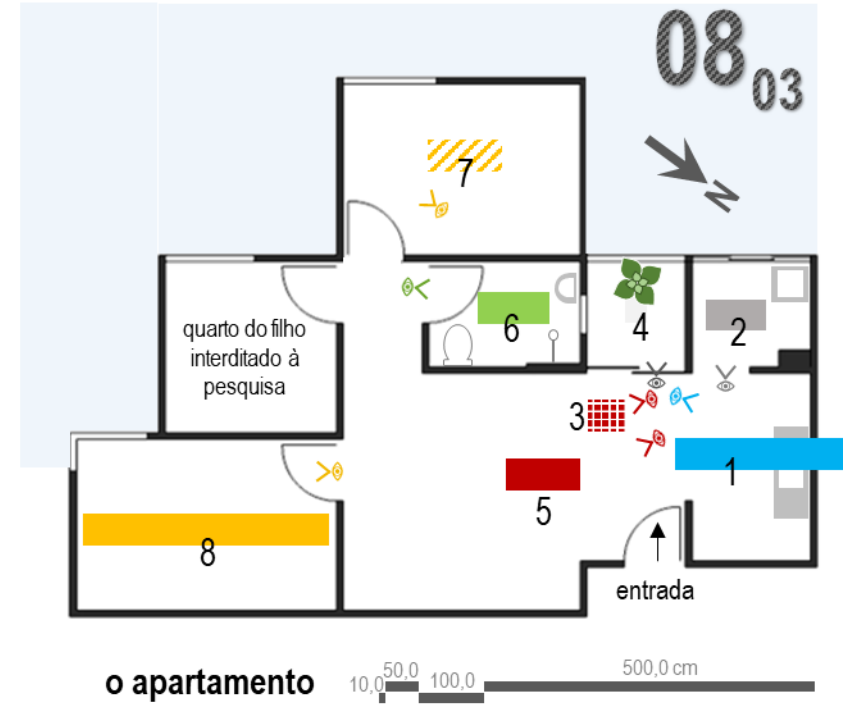 08
03
N
7
6
4
2
quarto do filho
interditado à
pesquisa
3
5
1
8
entrada
o apartamento
10,0
50,0
100,0
500,0 cm